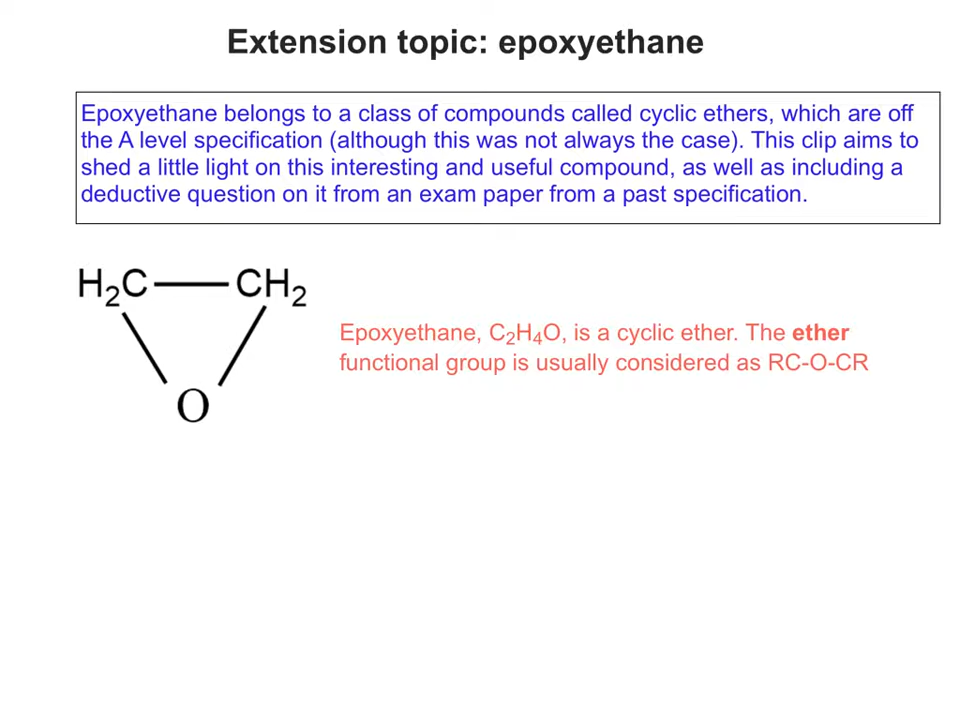 Extension topic: epoxyethane
Epoxyethane belongs to a class of compounds called cyclic ethers, which are off
the A level specification (although this was not always the case). This clip aims to
shed a little light on this interesting and useful compound, as well as including a
deductive question on it from an exam paper from a past specification.
H₂C CH₂
O
Epoxyethane, C₂H₄O, is a cyclic ether. The ether
functional group is usually considered as RC-O-CR